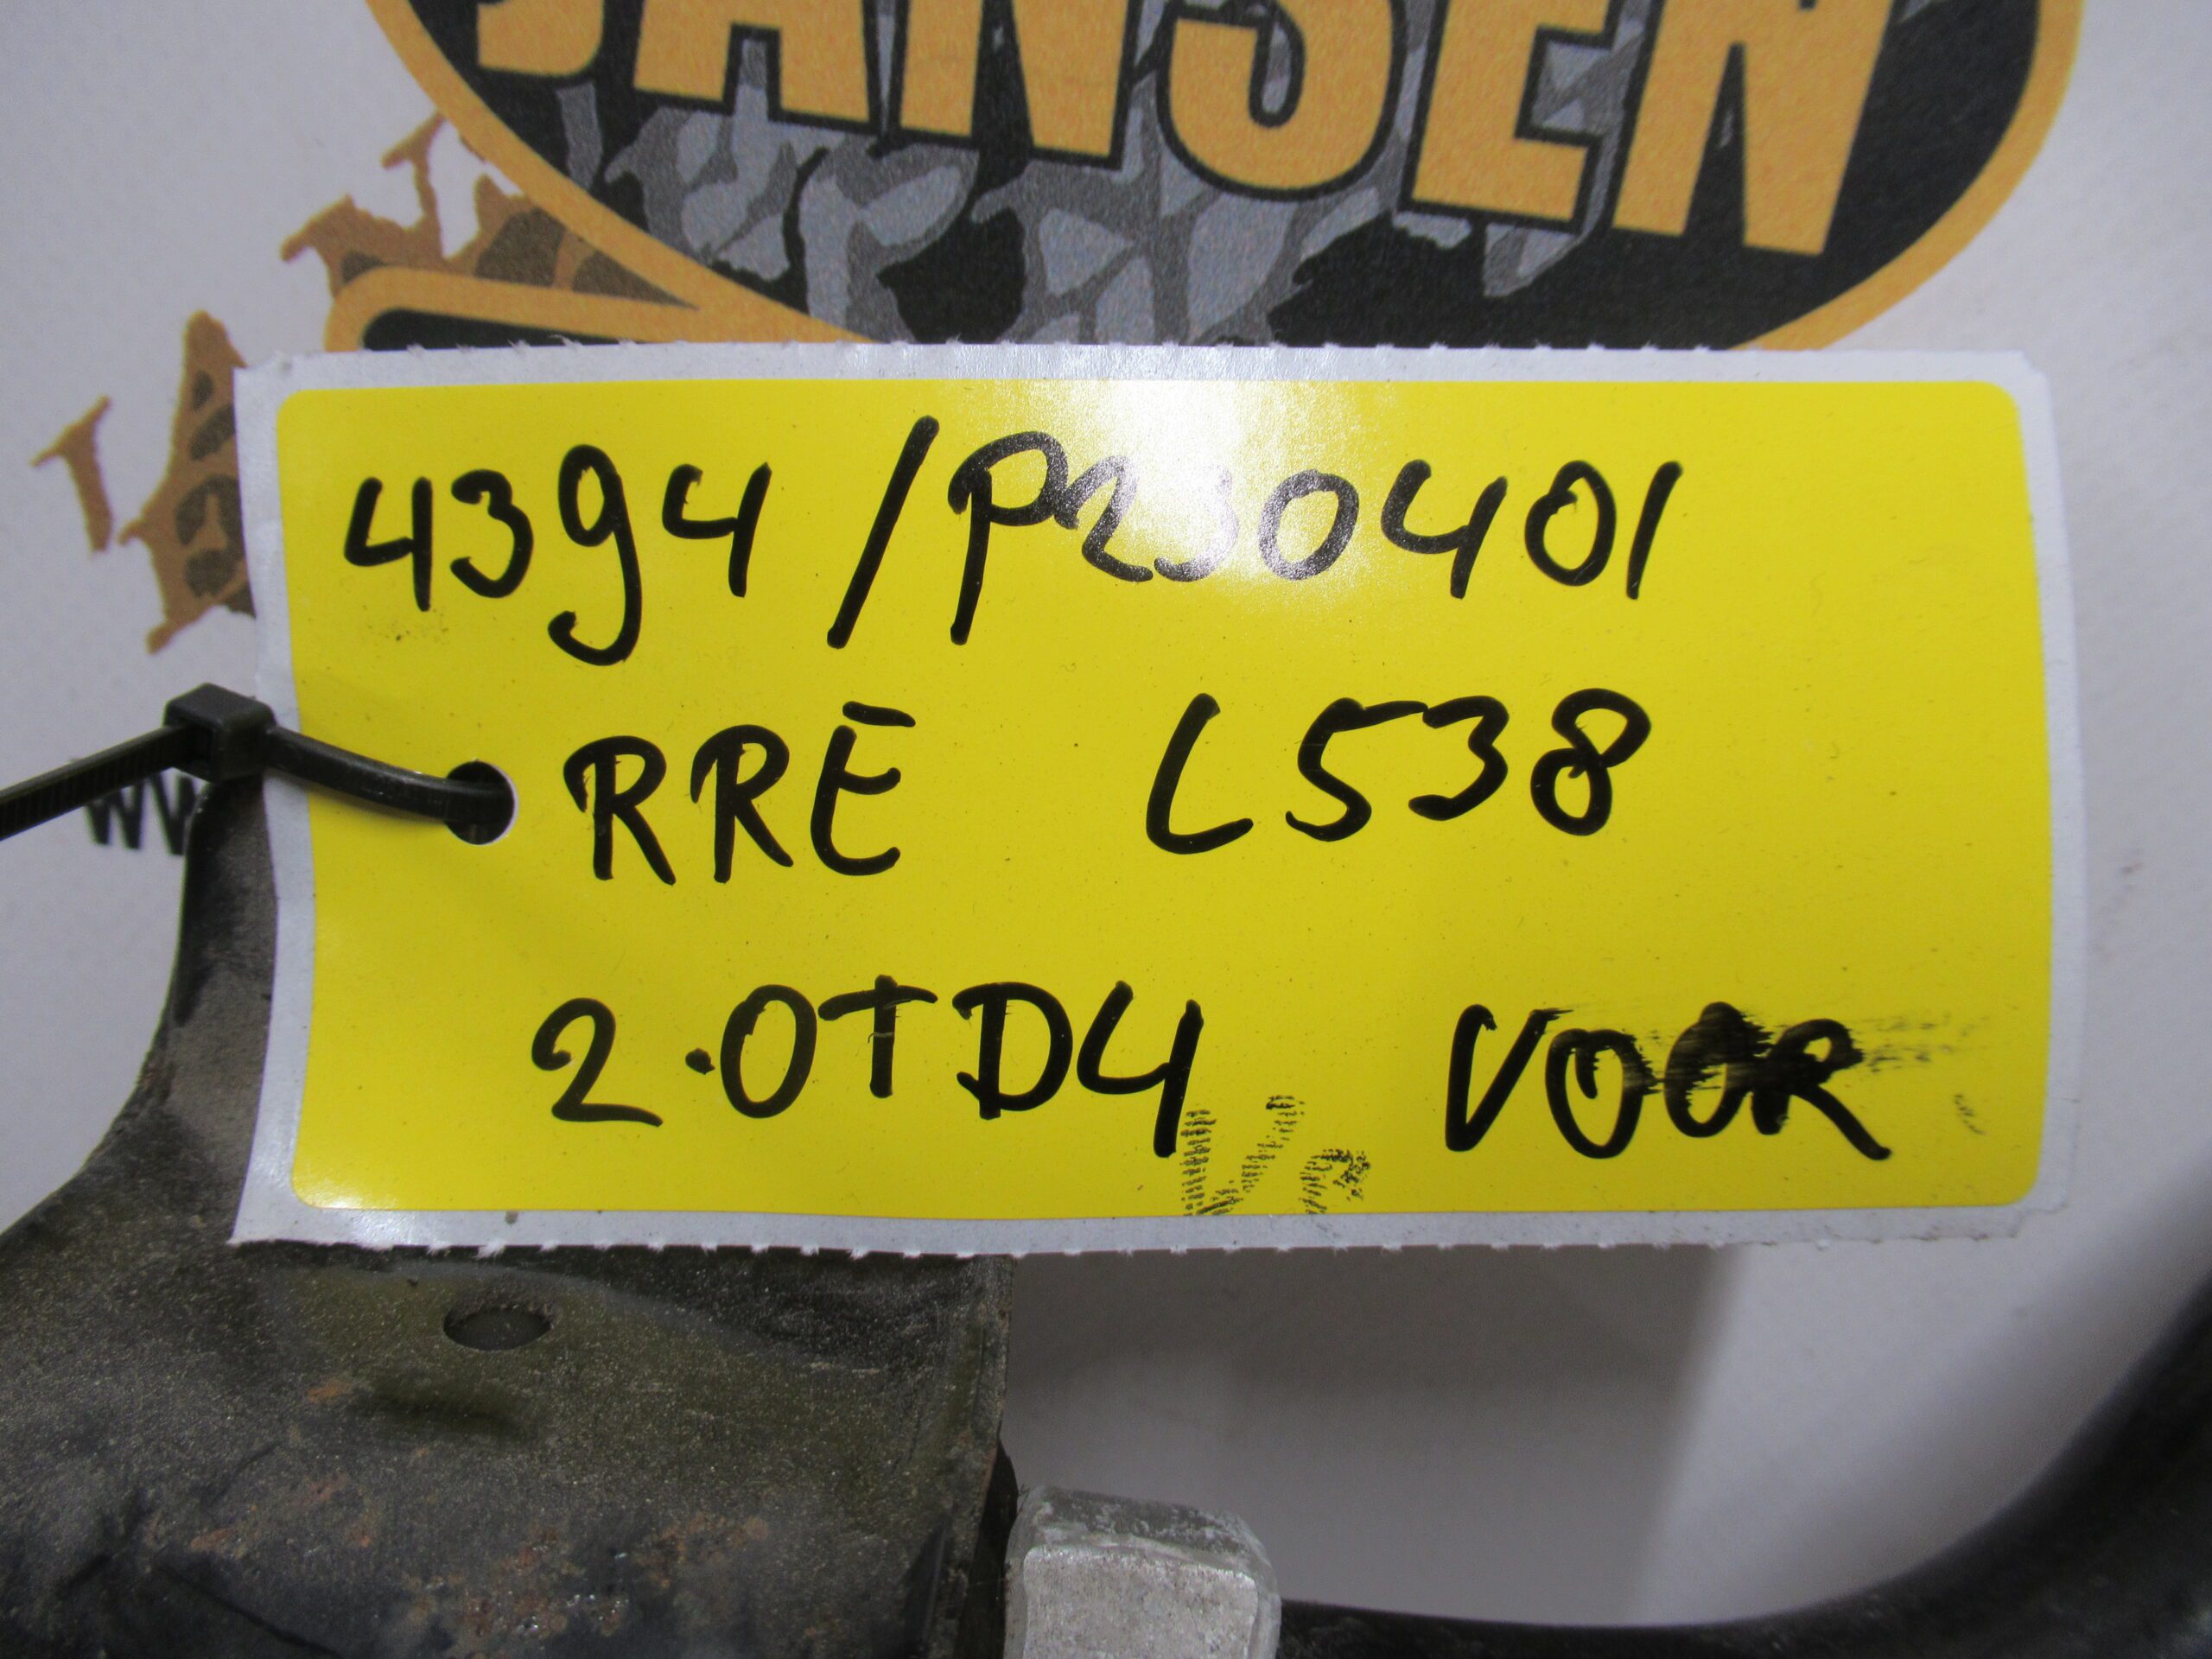 JANSEN
4394/P230401
RRE L538
2.0TD4 VOOR